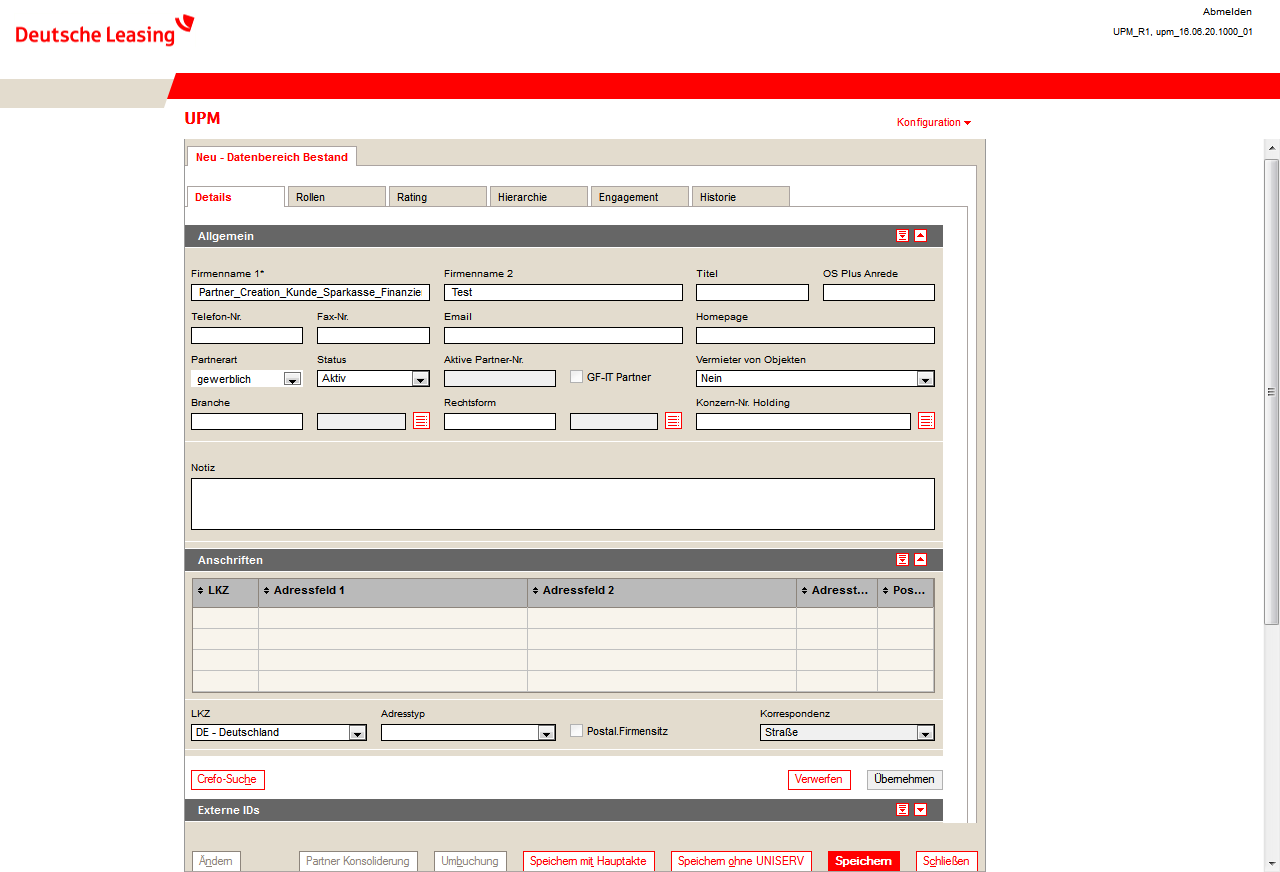 Deutsche Leasing
Abmelden
UPM_R1, upm_16.06.20.1000_01
UPM
Konfiguration
Neu - Datenbereich Bestand
Details Rollen Rating Hierarchie Engagement Historie
Allgemein
Firmenname 1* Firmenname 2 Titel OS Plus Anrede
Partner_Creation_Kunde_Sparkasse_Finanzie Test
Telefon-Nr. Fax-Nr. Email Homepage
Partnerart Status Aktive Partner-Nr. Vermieter von Objekten
gewerblich Aktiv GF-IT Partner Nein
Branche Rechtsform Konzern-Nr. Holding
Notiz
Anschriften
LKZ Adressfeld 1 Adressfeld 2 Adresst... Pos...
LKZ Adresstyp Korrespondenz
DE - Deutschland Postal.Firmensitz Straße
Crefo-Suche Verwerfen Übernehmen
Externe IDs
Ändern Partner Konsolidierung Umbuchung Speichern mit Hauptakte Speichern ohne UNISERV Speichern Schließen